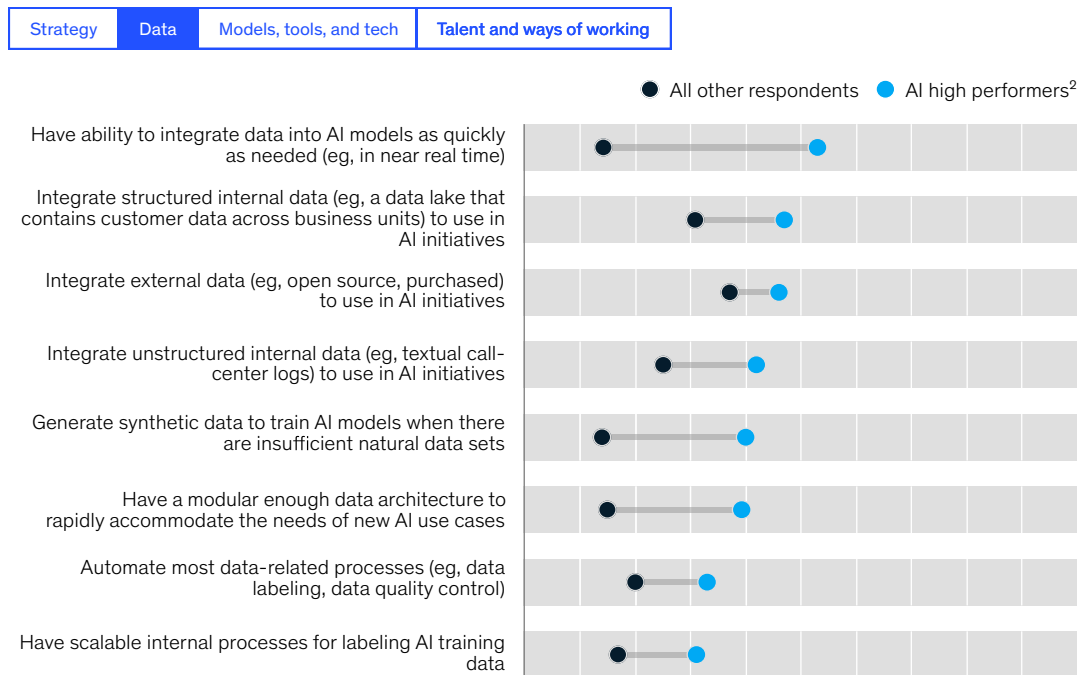 Strategy
Data
Models, tools, and tech
Talent and ways of working
All other respondents
AI high performers²
Have ability to integrate data into AI models as quickly
as needed (eg, in near real time)
Integrate structured internal data (eg, a data lake that
contains customer data across business units) to use in
AI initiatives
Integrate external data (eg, open source, purchased)
to use in AI initiatives
Integrate unstructured internal data (eg, textual call-
center logs) to use in AI initiatives
Generate synthetic data to train AI models when there
are insufficient natural data sets
Have a modular enough data architecture to
rapidly accommodate the needs of new AI use cases
Automate most data-related processes (eg, data
labeling, data quality control)
Have scalable internal processes for labeling AI training
data